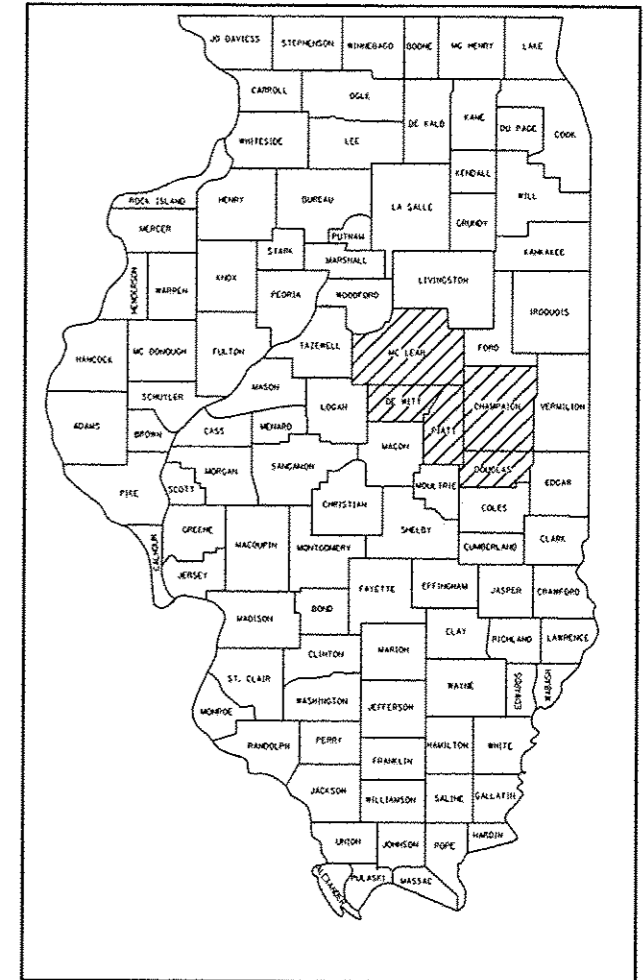 JO DAVIESS
STEPHENSON
WINNEBAGO
BOONE
MC HENRY
LAKE
CARROLL
OGLE
DE KALB
KANE
DU PAGE
COOK
WHITESIDE
LEE
KENDALL
WILL
ROCK ISLAND
HENRY
BUREAU
LA SALLE
GRUNDY
MERCER
PUTNAM
KANKAKEE
STARK
MARSHALL
HENDERSON
WARREN
KNOX
PEORIA
WOODFORD
LIVINGSTON
IROQUOIS
FORD
HANCOCK
MC DONOUGH
FULTON
TAZEWELL
MC LEAN
MASON
SCHUYLER
LOGAN
DE WITT
CHAMPAIGN
VERMILION
ADAMS
BROWN
CASS
MENARD
PIATT
MACON
MORGAN
SANGAMON
DOUGLAS
EDGAR
PIKE
SCOTT
MOULTRIE
CHRISTIAN
COLES
SHELBY
GREENE
MACOUPIN
MONTGOMERY
CUMBERLAND
CLARK
CALHOUN
JERSEY
FAYETTE
EFFINGHAM
JASPER
CRAWFORD
BOND
MADISON
CLAY
RICHLAND
LAWRENCE
CLINTON
MARION
ST. CLAIR
WAYNE
EDWARDS
WABASH
WASHINGTON
JEFFERSON
MONROE
RANDOLPH
PERRY
HAMILTON
WHITE
FRANKLIN
JACKSON
WILLIAMSON
SALINE
GALLATIN
UNION
JOHNSON
POPE
HARDIN
ALEXANDER
PULASKI
MASSAC